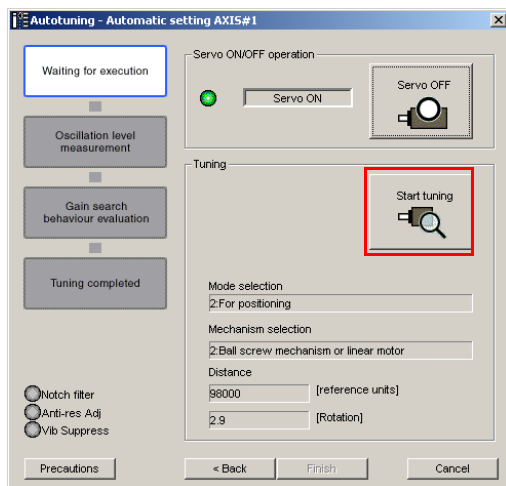 Autotuning - Automatic setting AXIS#1
Waiting for execution
Oscillation level
measurement
Gain search
behaviour evaluation
Tuning completed
Notch filter
Anti-res Adj
Vib Suppress
Servo ON/OFF operation
Servo ON
Servo OFF
Tuning
Start tuning
Mode selection
2:For positioning
Mechanism selection
2:Ball screw mechanism or linear motor
Distance
98000 [reference units]
2.9 [Rotation]
Precautions
< Back
Finish
Cancel